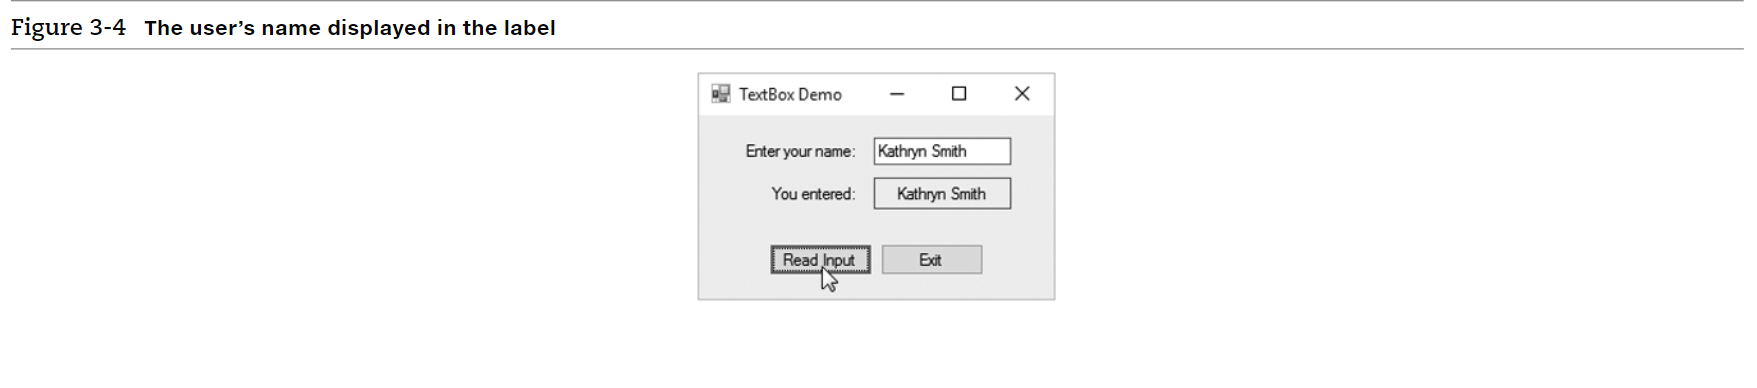 Figure 3-4 The user’s name displayed in the label
TextBox Demo
Enter your name: Kathryn Smith
You entered: Kathryn Smith
Read Input Exit